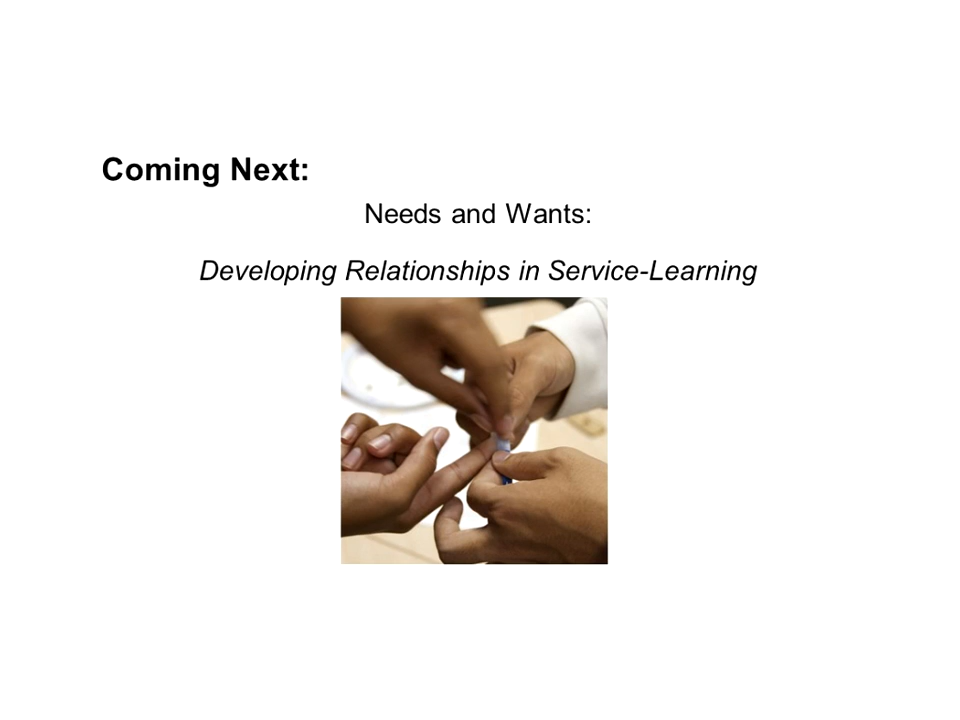 Coming Next:
Needs and Wants:
Developing Relationships in Service-Learning